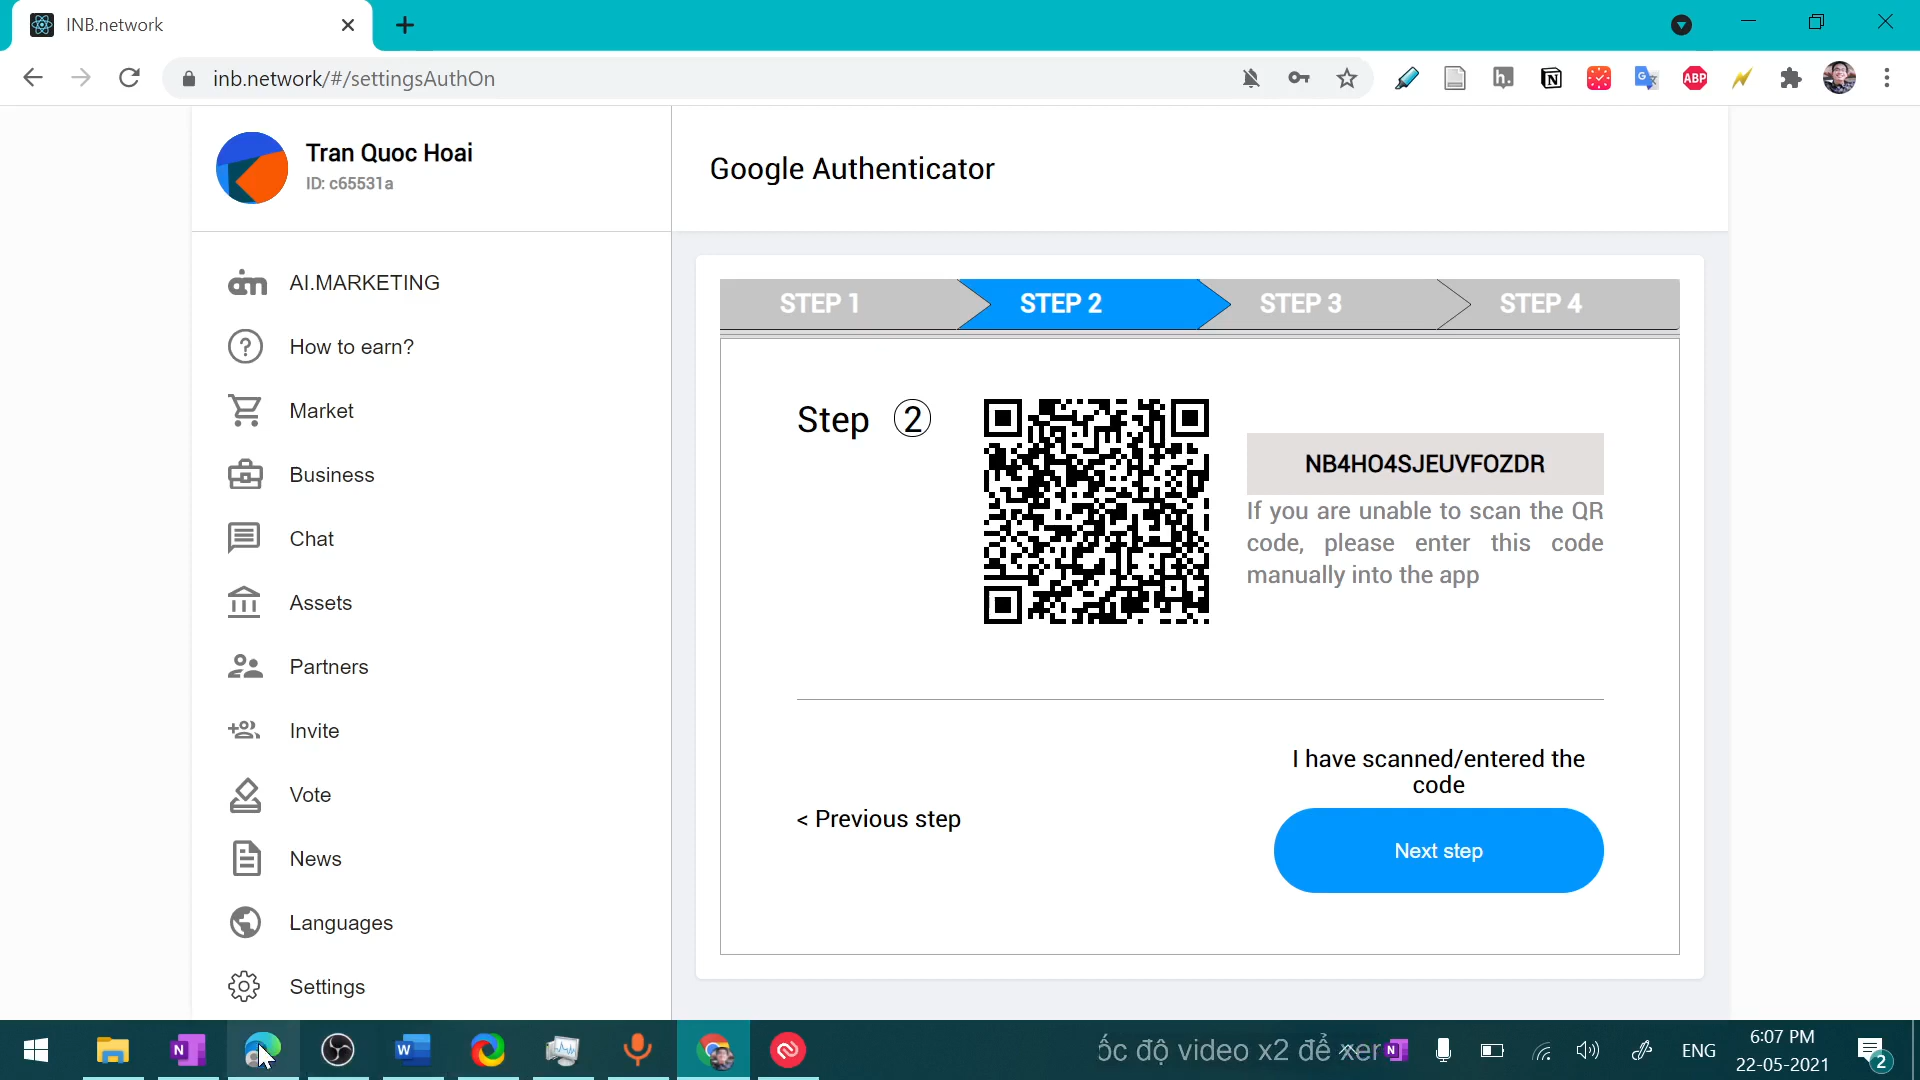 INB.network
inb.network/#/settingsAuthOn
Tran Quoc Hoai
ID: c65531a
Google Authenticator
AI.MARKETING
How to earn?
Market
Business
Chat
Assets
Partners
Invite
Vote
News
Languages
Settings
STEP 1
STEP 2
STEP 3
STEP 4
Step 2
NB4HO4SJEUVFOZDR
If you are unable to scan the QR
code, please enter this code
manually into the app
I have scanned/entered the
code
< Previous step
Next step
độ video x2 để
ENG
6:07 PM
22-05-2021
2